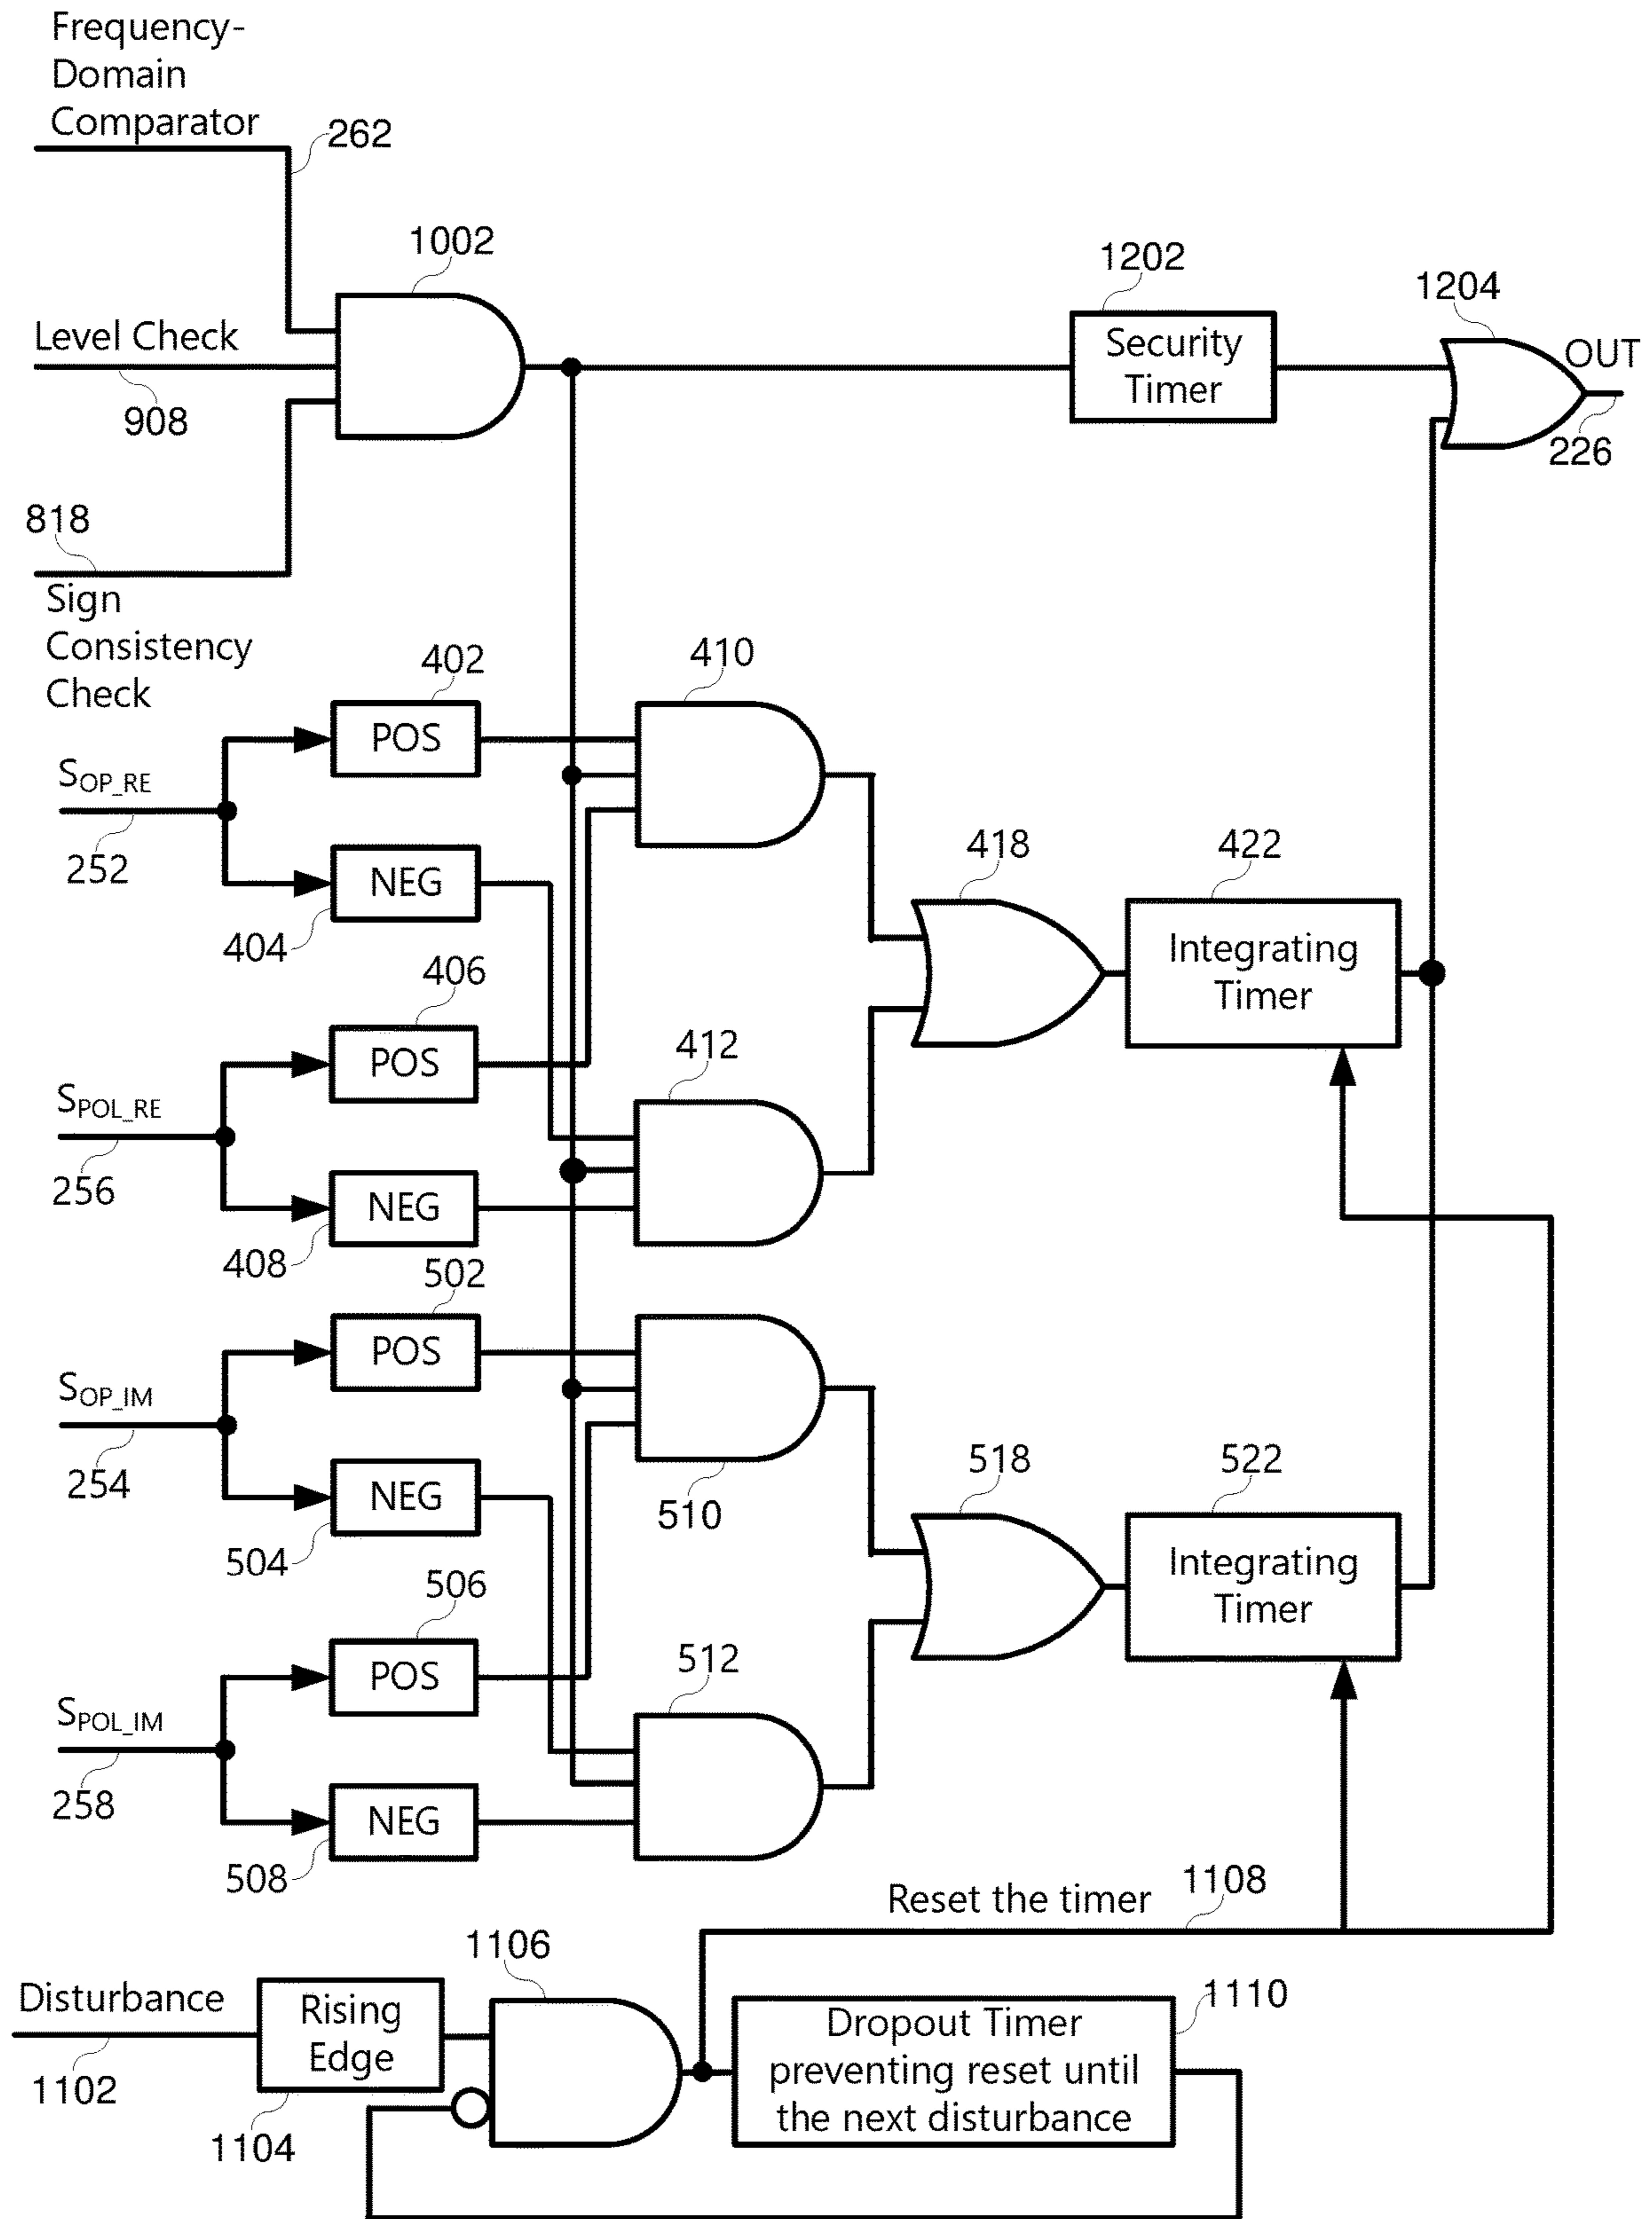 Frequency-
Domain
Comparator
262
1002
1202
1204
Level Check
Security
Timer
OUT
908
226
818
Sign
Consistency
Check
402
410
POS
S_OP_RE
252
NEG
404
418
422
Integrating
Timer
406
POS
412
S_POL_RE
256
NEG
408
502
POS
S_OP_IM
254
NEG
504
510
518
522
Integrating
Timer
506
POS
512
S_POL_IM
258
NEG
508
Reset the timer
1108
1106
Disturbance
Rising
Edge
1102
1104
1110
Dropout Timer
preventing reset until
the next disturbance